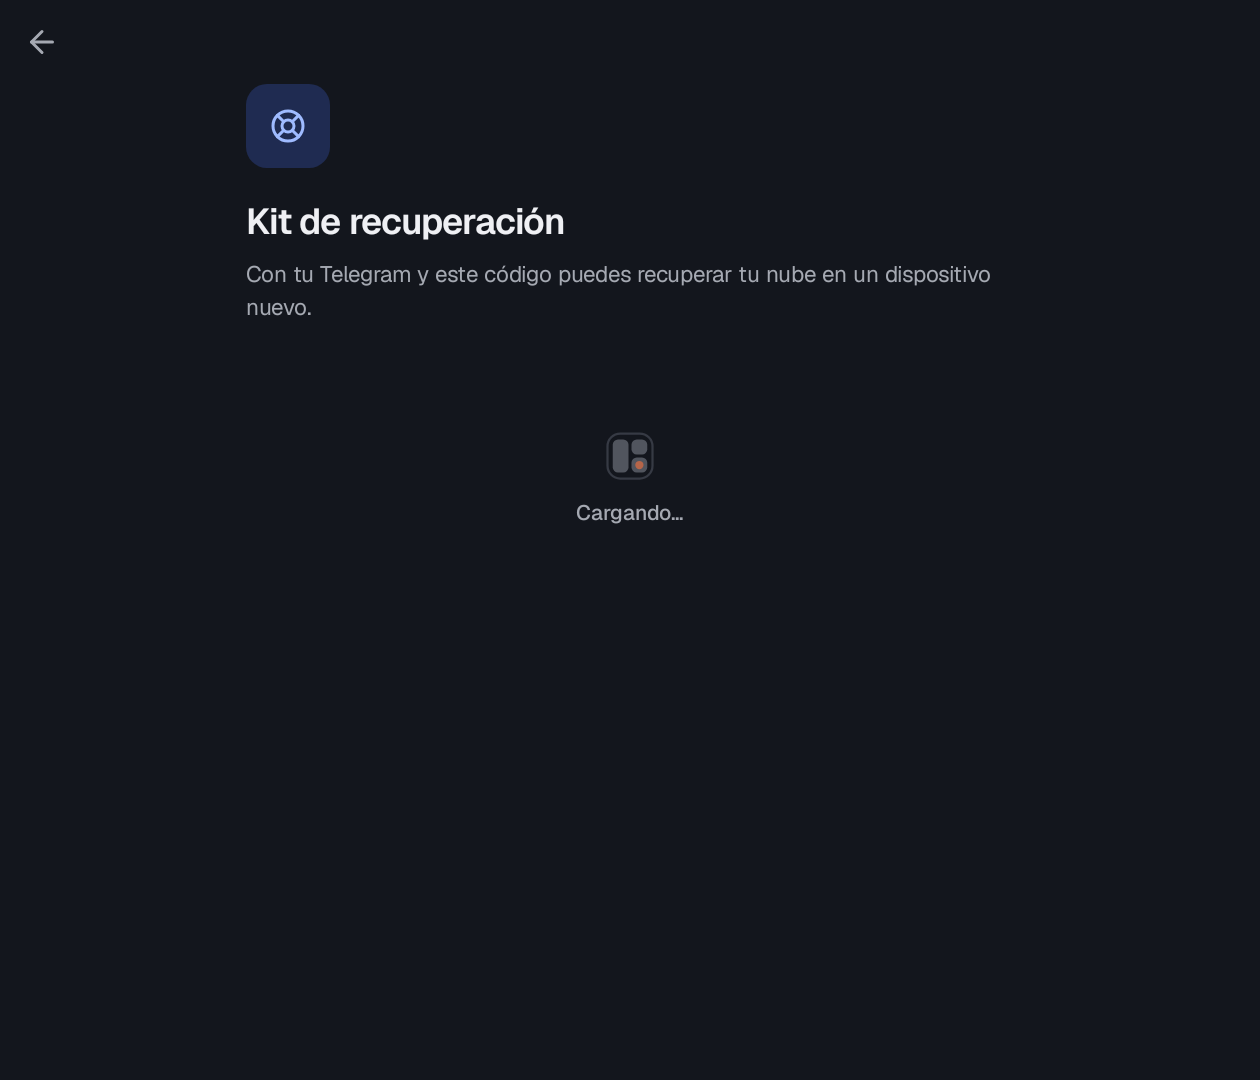 Kit de recuperación
Con tu Telegram y este código puedes recuperar tu nube en un dispositivo
nuevo.
Cargando...